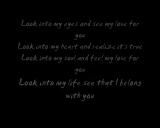 Look into my eyes and see my love for
you
Look into my heart and realize it's true
Look into my soul and feel my love for
you
Look into my life see that I belong
with you